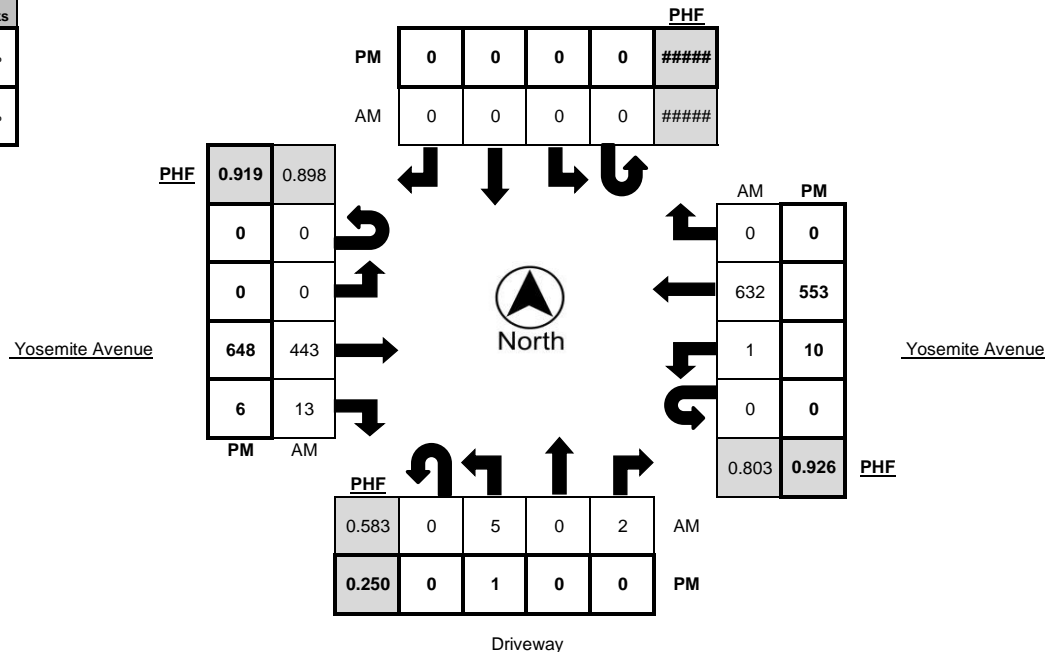 PHF
PM 0 0 0 0 #####
AM 0 0 0 0 #####
PHF 0.919 0.898
AM PM
0 0
0 0
0 0
632 553
North
Yosemite Avenue
648 443
1 10
Yosemite Avenue
6 13
0 0
PM AM
0.803 0.926 PHF
PHF
0.583 0 5 0 2 AM
0.250 0 1 0 0 PM
Driveway